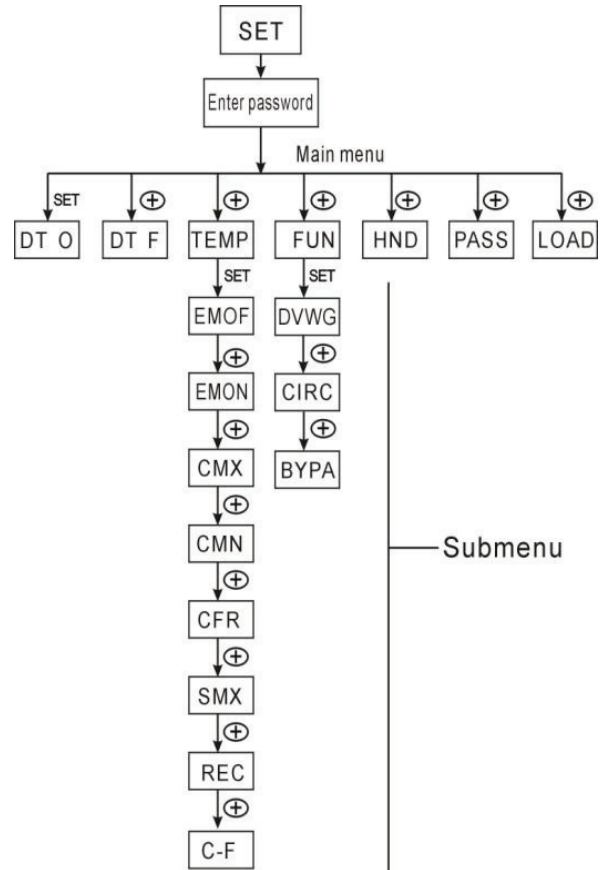 SET
Enter password
Main menu
SET
DT O
DT F
TEMP
FUN
HND
PASS
LOAD
SET
SET
EMOF
DVWG
EMON
CIRC
CMX
BYPA
CMN
Submenu
CFR
SMX
REC
C-F